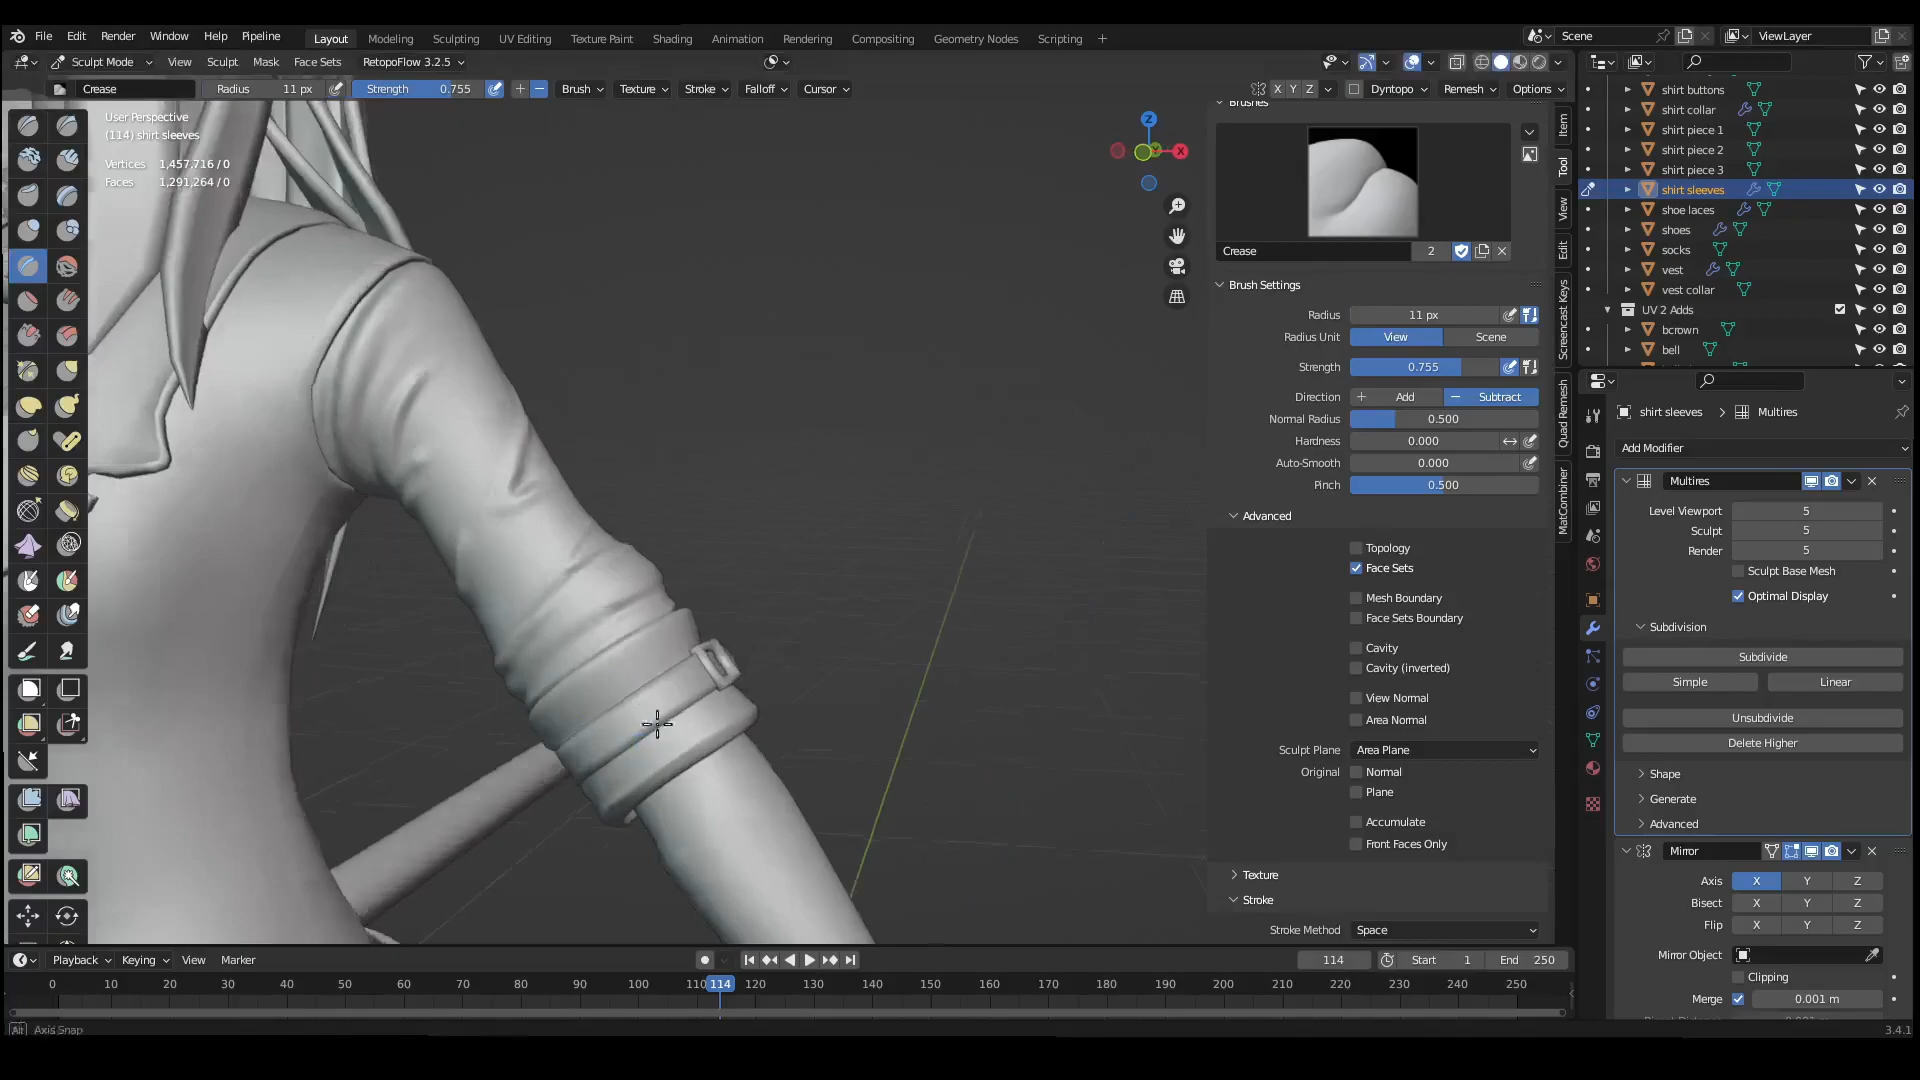 File Edit Render Window Help Pipeline Layout Modeling Sculpting UV Editing Texture Paint Shading Animation Rendering Compositing Geometry Nodes Scripting + Scene ViewLayer
Sculpt Mode View Sculpt Mask Face Sets RetopoFlow 3.2.5
Crease Radius 11 px Strength 0.755 Brush Texture Stroke Falloff Cursor X Y Z Dyntopo Remesh Options
User Perspective
(114) shirt sleeves
Vertices 1,457,716 / 0
Faces 1,291,264 / 0
Z
X
Brushes
Crease 2
Brush Settings
Radius 11 px
Radius Unit View Scene
Strength 0.755
Direction Add Subtract
Normal Radius 0.500
Hardness 0.000
Auto-Smooth 0.000
Pinch 0.500
Advanced
Topology
Face Sets
Mesh Boundary
Face Sets Boundary
Cavity
Cavity (inverted)
View Normal
Area Normal
Sculpt Plane Area Plane
Original Normal
Plane
Accumulate
Front Faces Only
Texture
Stroke
Stroke Method Space
Item
Tool
View
Edit
Screencast Keys
Quad Remesh
MatCombiner
shirt buttons
shirt collar
shirt piece 1
shirt piece 2
shirt piece 3
shirt sleeves
shoe laces
shoes
socks
vest
vest collar
UV 2 Adds
bcrown
bell
shirt sleeves > Multires
Add Modifier
Multires
Level Viewport 5
Sculpt 5
Render 5
Sculpt Base Mesh
Optimal Display
Subdivision
Subdivide
Simple Linear
Unsubdivide
Delete Higher
Shape
Generate
Advanced
Mirror
Axis X Y Z
Bisect X Y Z
Flip X Y Z
Mirror Object
Clipping
Merge 0.001 m
Playback Keying View Marker 114 Start 1 End 250
0 10 20 30 40 50 60 70 80 90 100 110 114 120 130 140 150 160 170 180 190 200 210 220 230 240 250
Alt Axis Snap 3.4.1